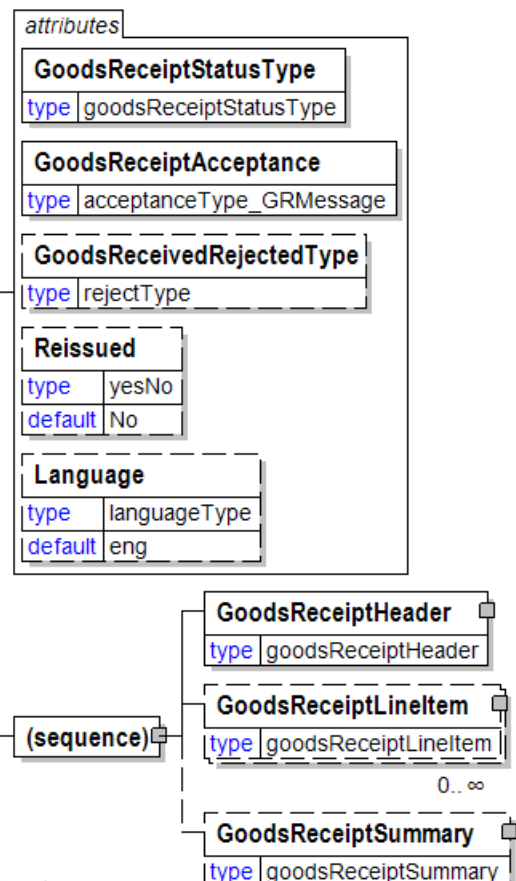 attributes
GoodsReceiptStatusType
type goodsReceiptStatusType
GoodsReceiptAcceptance
type acceptanceType_GRMessage
GoodsReceivedRejectedType
type rejectType
Reissued
type yesNo
default No
Language
type languageType
default eng
GoodsReceiptHeader
type goodsReceiptHeader
GoodsReceiptLineItem
(sequence)
type goodsReceiptLineItem
0.. ∞
GoodsReceiptSummary
type goodsReceiptSummary